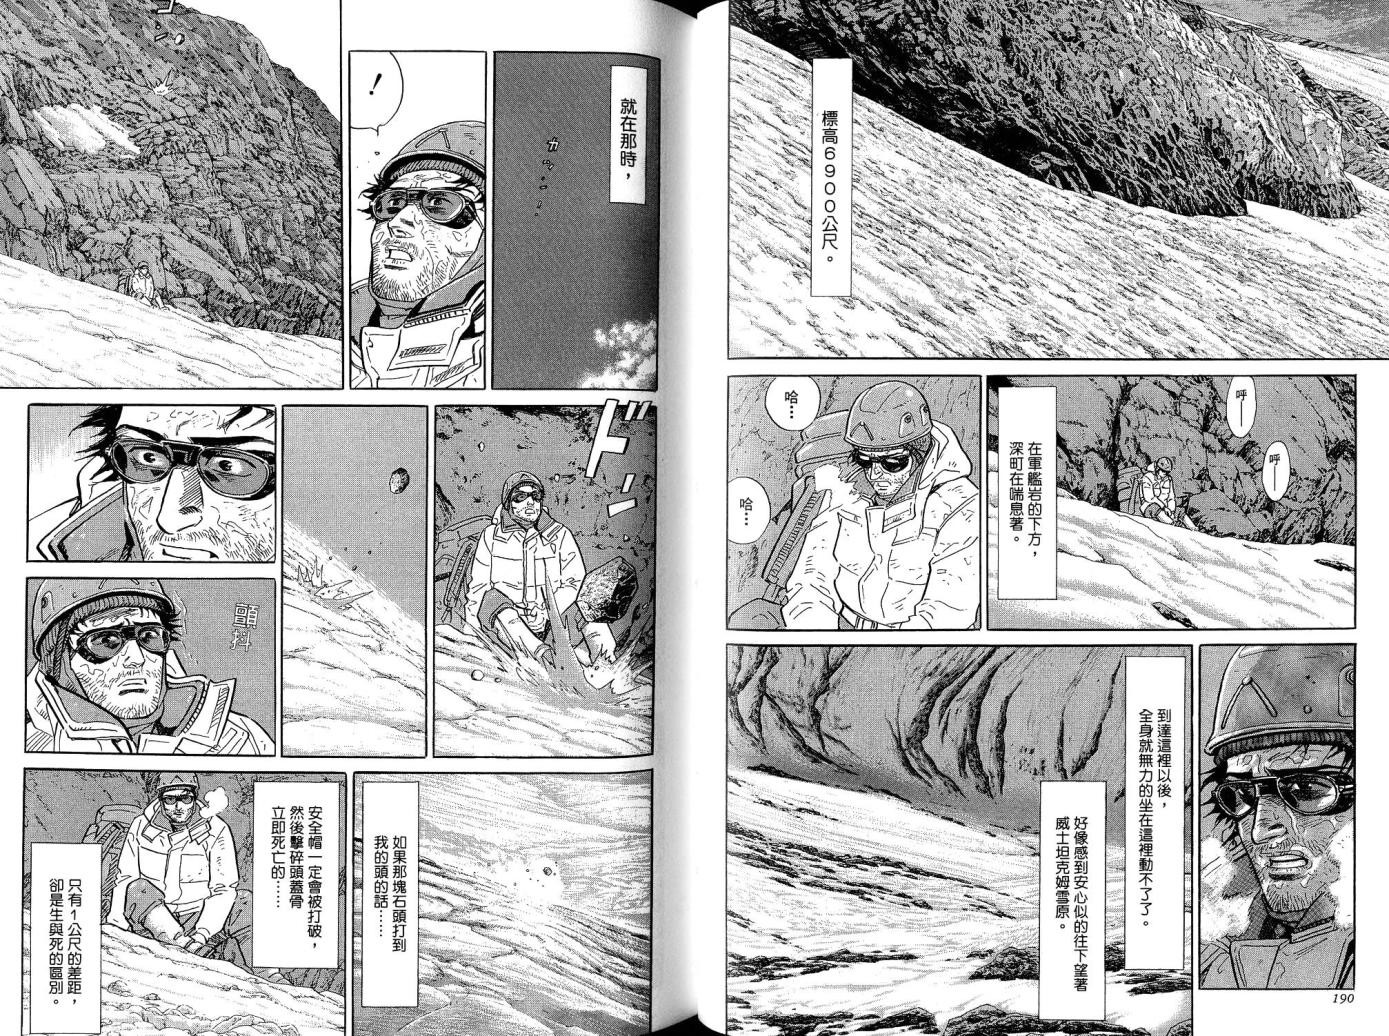 標高6900公尺。
呼——
呼——
在軍艦岩的下方，
深町在喘息著。
哈…
哈…
到達這裡以後，
全身就無力的坐在這裡動不了了。
好像感到安心似的往下望著
威士坦克姆雪原。
190
就在那時，
カッ
！
ドドーン
顫抖
如果那塊石頭打到
我的頭的話……
安全帽一定會被打破，
然後擊碎頭蓋骨
立即死亡的……
只有1公尺的差距，
卻是生與死的區別。